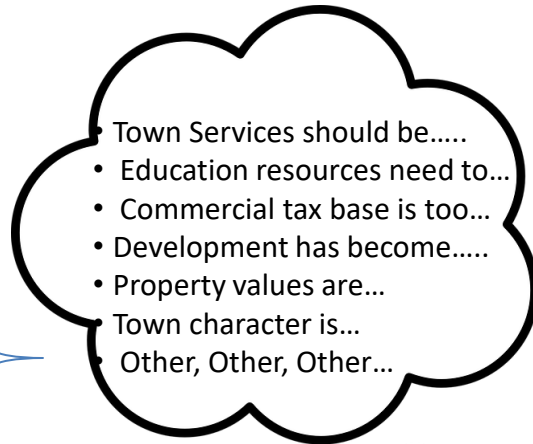 • Town Services should be…..
• Education resources need to…
• Commercial tax base is too…
• Development has become…..
• Property values are…
• Town character is…
• Other, Other, Other…